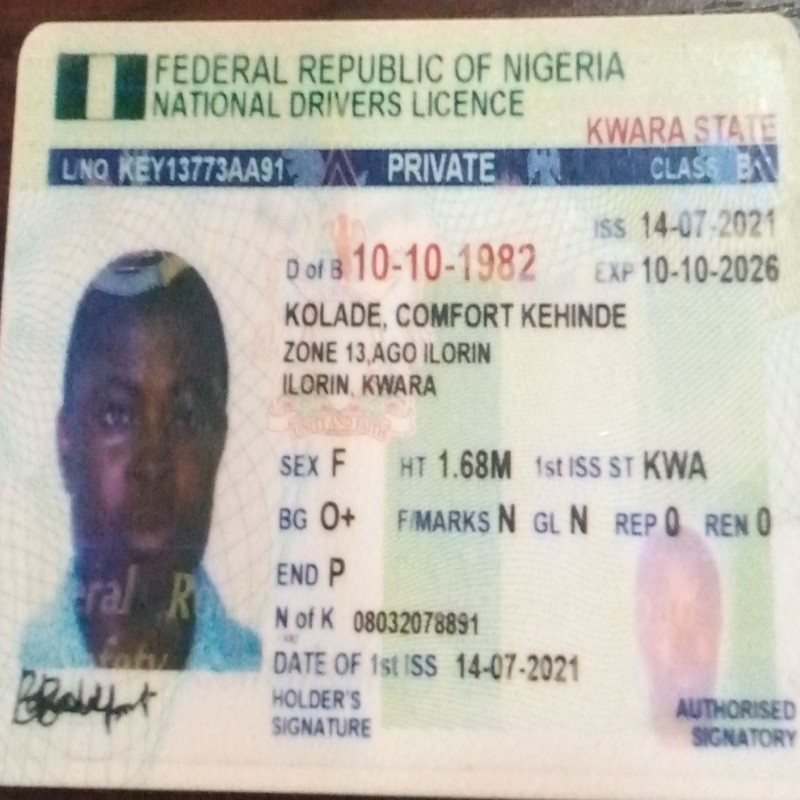 FEDERAL REPUBLIC OF NIGERIA
NATIONAL DRIVERS LICENCE
KWARA STATE
L/NO KEY13773AA91 PRIVATE CLASS B
ISS 14-07-2021
D of B 10-10-1982 EXP 10-10-2026
KOLADE, COMFORT KEHINDE
ZONE 13,AGO ILORIN
ILORIN, KWARA
SEX F HT 1.68M 1st ISS ST KWA
BG O+ F/MARKS N GL N REP 0 REN 0
END P
N of K 08032078891
DATE OF 1st ISS 14-07-2021
HOLDER'S
SIGNATURE
AUTHORISED
SIGNATORY